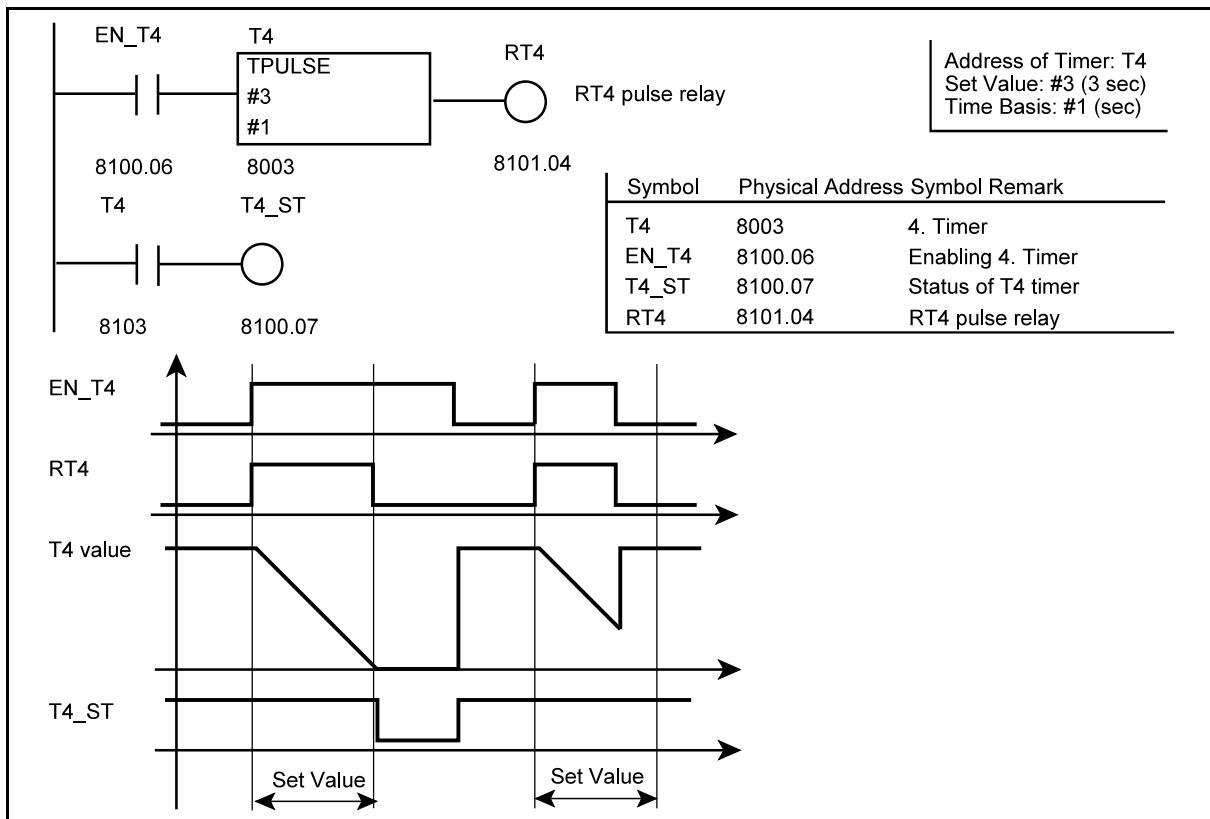 EN_T4 T4 RT4
TPULSE
#3
#1
RT4 pulse relay
8100.06 8003 8101.04
Address of Timer: T4
Set Value: #3 (3 sec)
Time Basis: #1 (sec)
T4 T4_ST
8103 8100.07
Symbol Physical Address Symbol Remark
T4 8003 4. Timer
EN_T4 8100.06 Enabling 4. Timer
T4_ST 8100.07 Status of T4 timer
RT4 8101.04 RT4 pulse relay
EN_T4
RT4
T4 value
T4_ST
Set Value Set Value